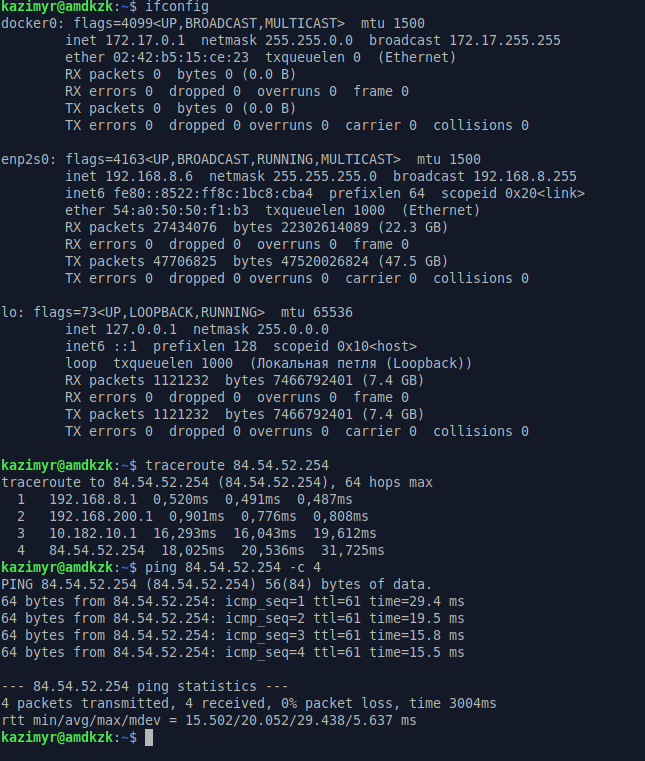 kazimyr@amdkzk:~$ ifconfig
docker0: flags=4099<UP,BROADCAST,MULTICAST>  mtu 1500
        inet 172.17.0.1  netmask 255.255.0.0  broadcast 172.17.255.255
        ether 02:42:b5:15:ce:23  txqueuelen 0  (Ethernet)
        RX packets 0  bytes 0 (0.0 B)
        RX errors 0  dropped 0  overruns 0  frame 0
        TX packets 0  bytes 0 (0.0 B)
        TX errors 0  dropped 0 overruns 0  carrier 0  collisions 0

enp2s0: flags=4163<UP,BROADCAST,RUNNING,MULTICAST>  mtu 1500
        inet 192.168.8.6  netmask 255.255.255.0  broadcast 192.168.8.255
        inet6 fe80::8522:ff8c:1bc8:cba4  prefixlen 64  scopeid 0x20<link>
        ether 54:a0:50:50:f1:b3  txqueuelen 1000  (Ethernet)
        RX packets 27434076  bytes 22302614089 (22.3 GB)
        RX errors 0  dropped 0  overruns 0  frame 0
        TX packets 47706825  bytes 47520026824 (47.5 GB)
        TX errors 0  dropped 0 overruns 0  carrier 0  collisions 0

lo: flags=73<UP,LOOPBACK,RUNNING>  mtu 65536
        inet 127.0.0.1  netmask 255.0.0.0
        inet6 ::1  prefixlen 128  scopeid 0x10<host>
        loop  txqueuelen 1000  (Локальная петля (Loopback))
        RX packets 1121232  bytes 7466792401 (7.4 GB)
        RX errors 0  dropped 0  overruns 0  frame 0
        TX packets 1121232  bytes 7466792401 (7.4 GB)
        TX errors 0  dropped 0 overruns 0  carrier 0  collisions 0

kazimyr@amdkzk:~$ traceroute 84.54.52.254
traceroute to 84.54.52.254 (84.54.52.254), 64 hops max
  1   192.168.8.1  0,520ms  0,491ms  0,487ms
  2   192.168.200.1  0,901ms  0,776ms  0,808ms
  3   10.182.10.1  16,293ms  16,043ms  19,612ms
  4   84.54.52.254  18,025ms  20,536ms  31,725ms
kazimyr@amdkzk:~$ ping 84.54.52.254 -c 4
PING 84.54.52.254 (84.54.52.254) 56(84) bytes of data.
64 bytes from 84.54.52.254: icmp_seq=1 ttl=61 time=29.4 ms
64 bytes from 84.54.52.254: icmp_seq=2 ttl=61 time=19.5 ms
64 bytes from 84.54.52.254: icmp_seq=3 ttl=61 time=15.8 ms
64 bytes from 84.54.52.254: icmp_seq=4 ttl=61 time=15.5 ms

--- 84.54.52.254 ping statistics ---
4 packets transmitted, 4 received, 0% packet loss, time 3004ms
rtt min/avg/max/mdev = 15.502/20.052/29.438/5.637 ms
kazimyr@amdkzk:~$